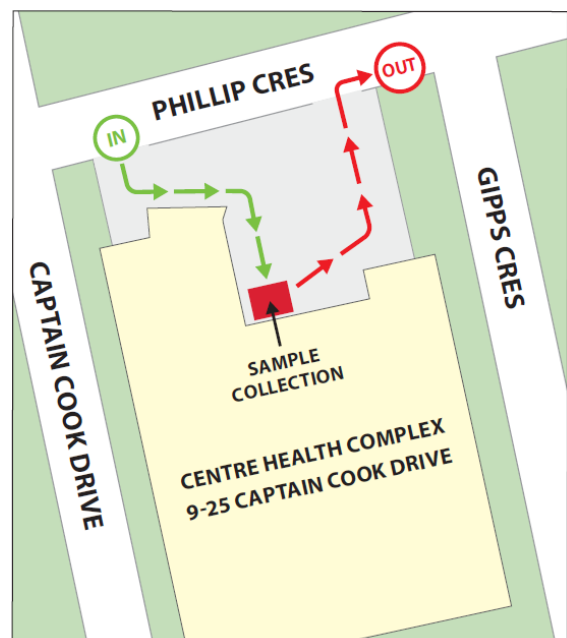 PHILLIP CRES
OUT
IN
GIPPS CRES
CAPTAIN COOK DRIVE
SAMPLE
COLLECTION
CENTRE HEALTH COMPLEX
9-25 CAPTAIN COOK DRIVE